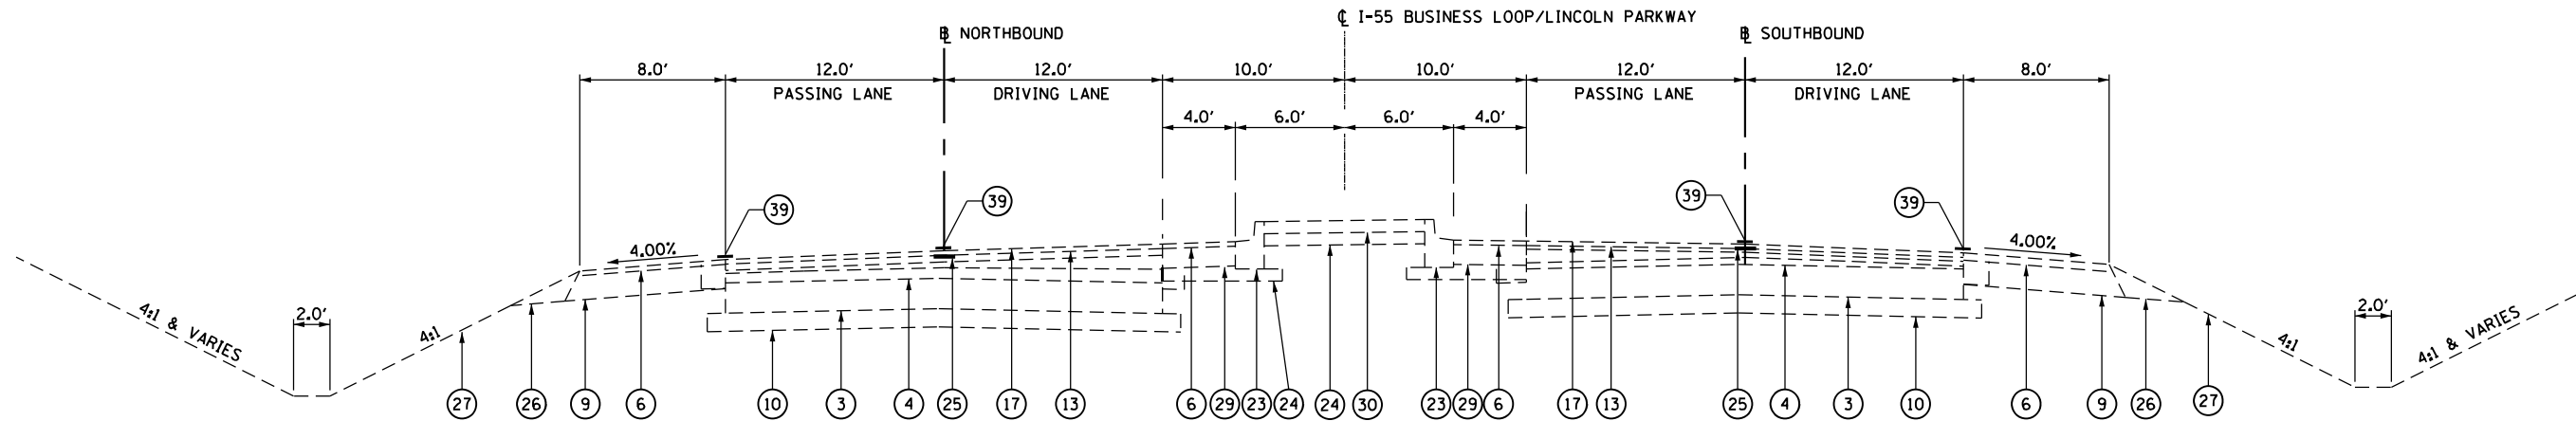 ℄ I-55 BUSINESS LOOP/LINCOLN PARKWAY
B̵L NORTHBOUND
B̵L SOUTHBOUND
8.0' 12.0' 12.0' 10.0' 10.0' 12.0' 12.0' 8.0'
PASSING LANE DRIVING LANE PASSING LANE DRIVING LANE
4.0' 6.0' 6.0' 4.0'
39 39 39 39
4.00% 4.00%
4:1 & VARIES 2.0' 4:1 4:1 2.0' 4:1 & VARIES
27 26 9 6 10 3 4 25 17 13 6 29 23 24 24 30 23 29 6 17 13 25 4 3 10 6 9 26 27